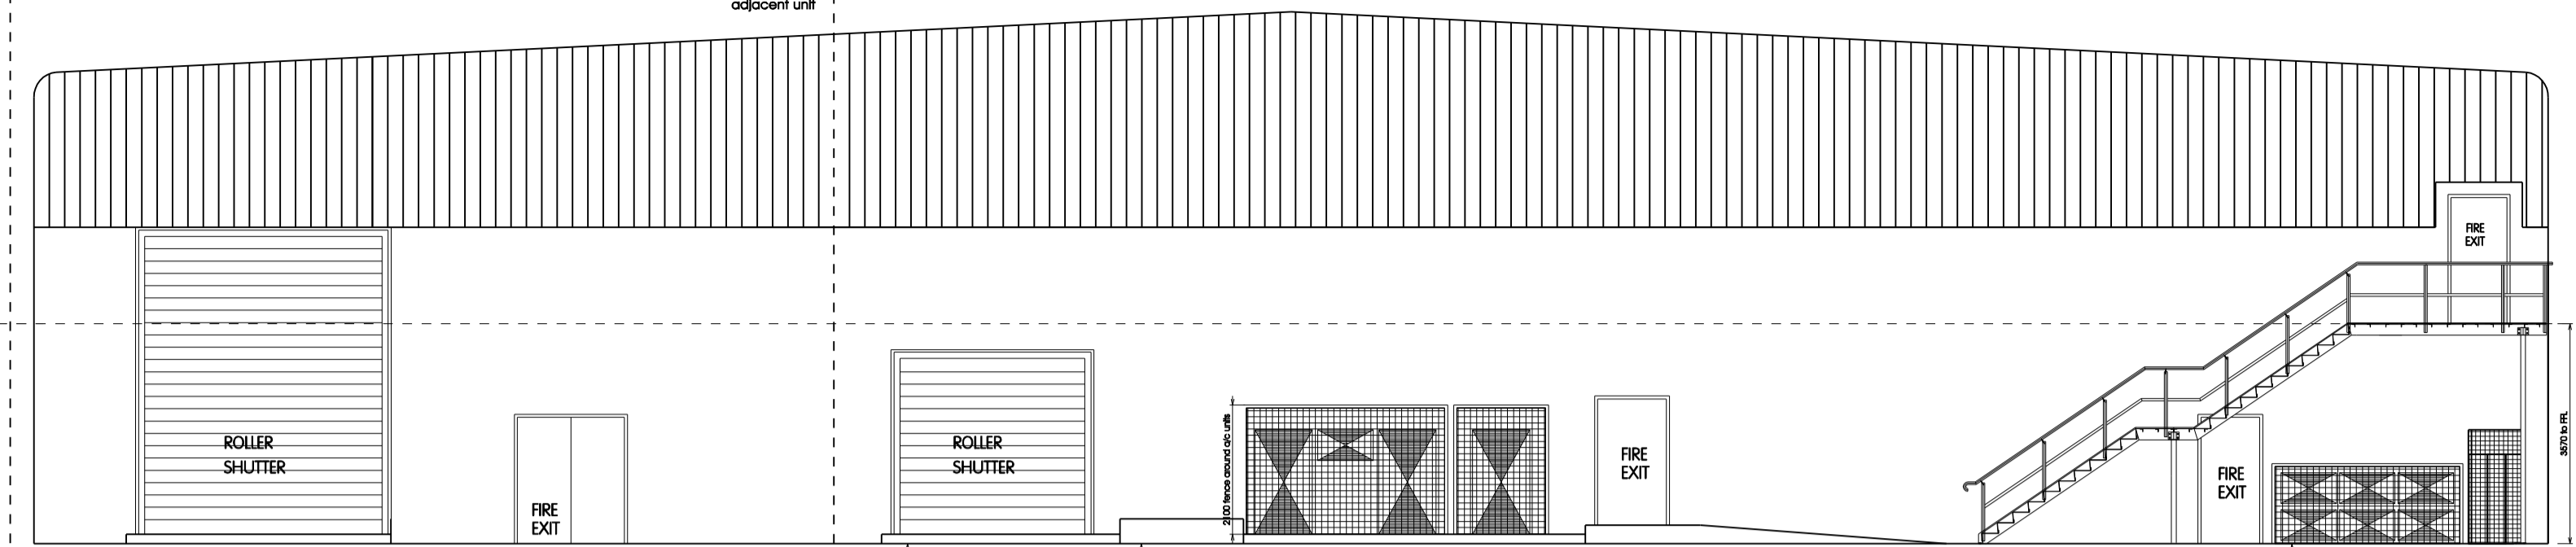 adjacent unit
FIRE
EXIT
ROLLER
SHUTTER
FIRE
EXIT
ROLLER
SHUTTER
2100 fence around a/c units
FIRE
EXIT
FIRE
EXIT
3570 to FFL